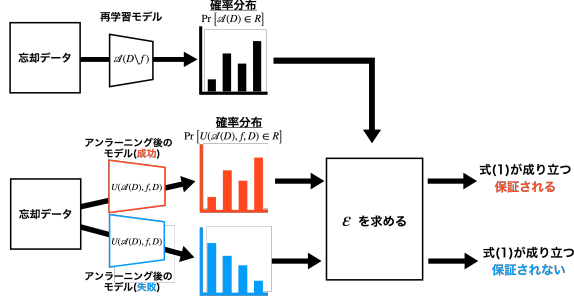 再学習モデル
確率分布
Pr [𝒜(D) ∈ R]
忘却データ
𝒜(D\f)
アンラーニング後の
モデル(成功)
確率分布
Pr [U(𝒜(D), f, D) ∈ R]
U(𝒜(D), f, D)
忘却データ
U(𝒜(D), f, D)
アンラーニング後の
モデル(失敗)
ε を求める
式(1)が成り立つ
保証される
式(1)が成り立つ
保証されない